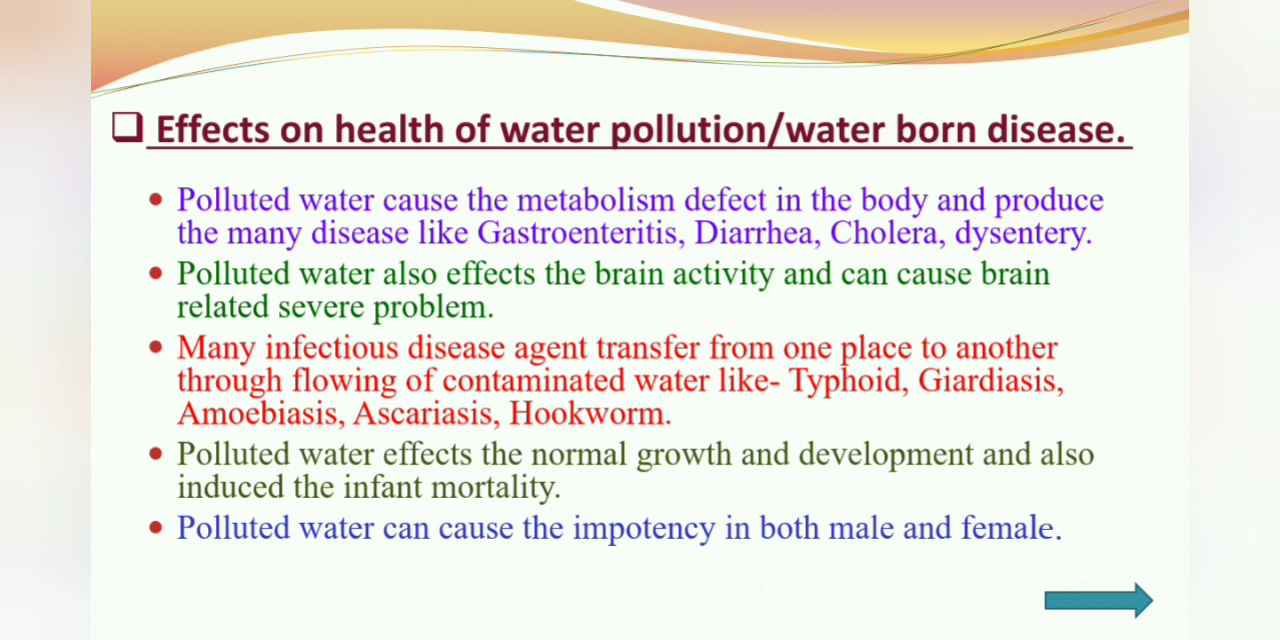 Effects on health of water pollution/water born disease.
Polluted water cause the metabolism defect in the body and produce
the many disease like Gastroenteritis, Diarrhea, Cholera, dysentery.
Polluted water also effects the brain activity and can cause brain
related severe problem.
Many infectious disease agent transfer from one place to another
through flowing of contaminated water like- Typhoid, Giardiasis,
Amoebiasis, Ascariasis, Hookworm.
Polluted water effects the normal growth and development and also
induced the infant mortality.
Polluted water can cause the impotency in both male and female.